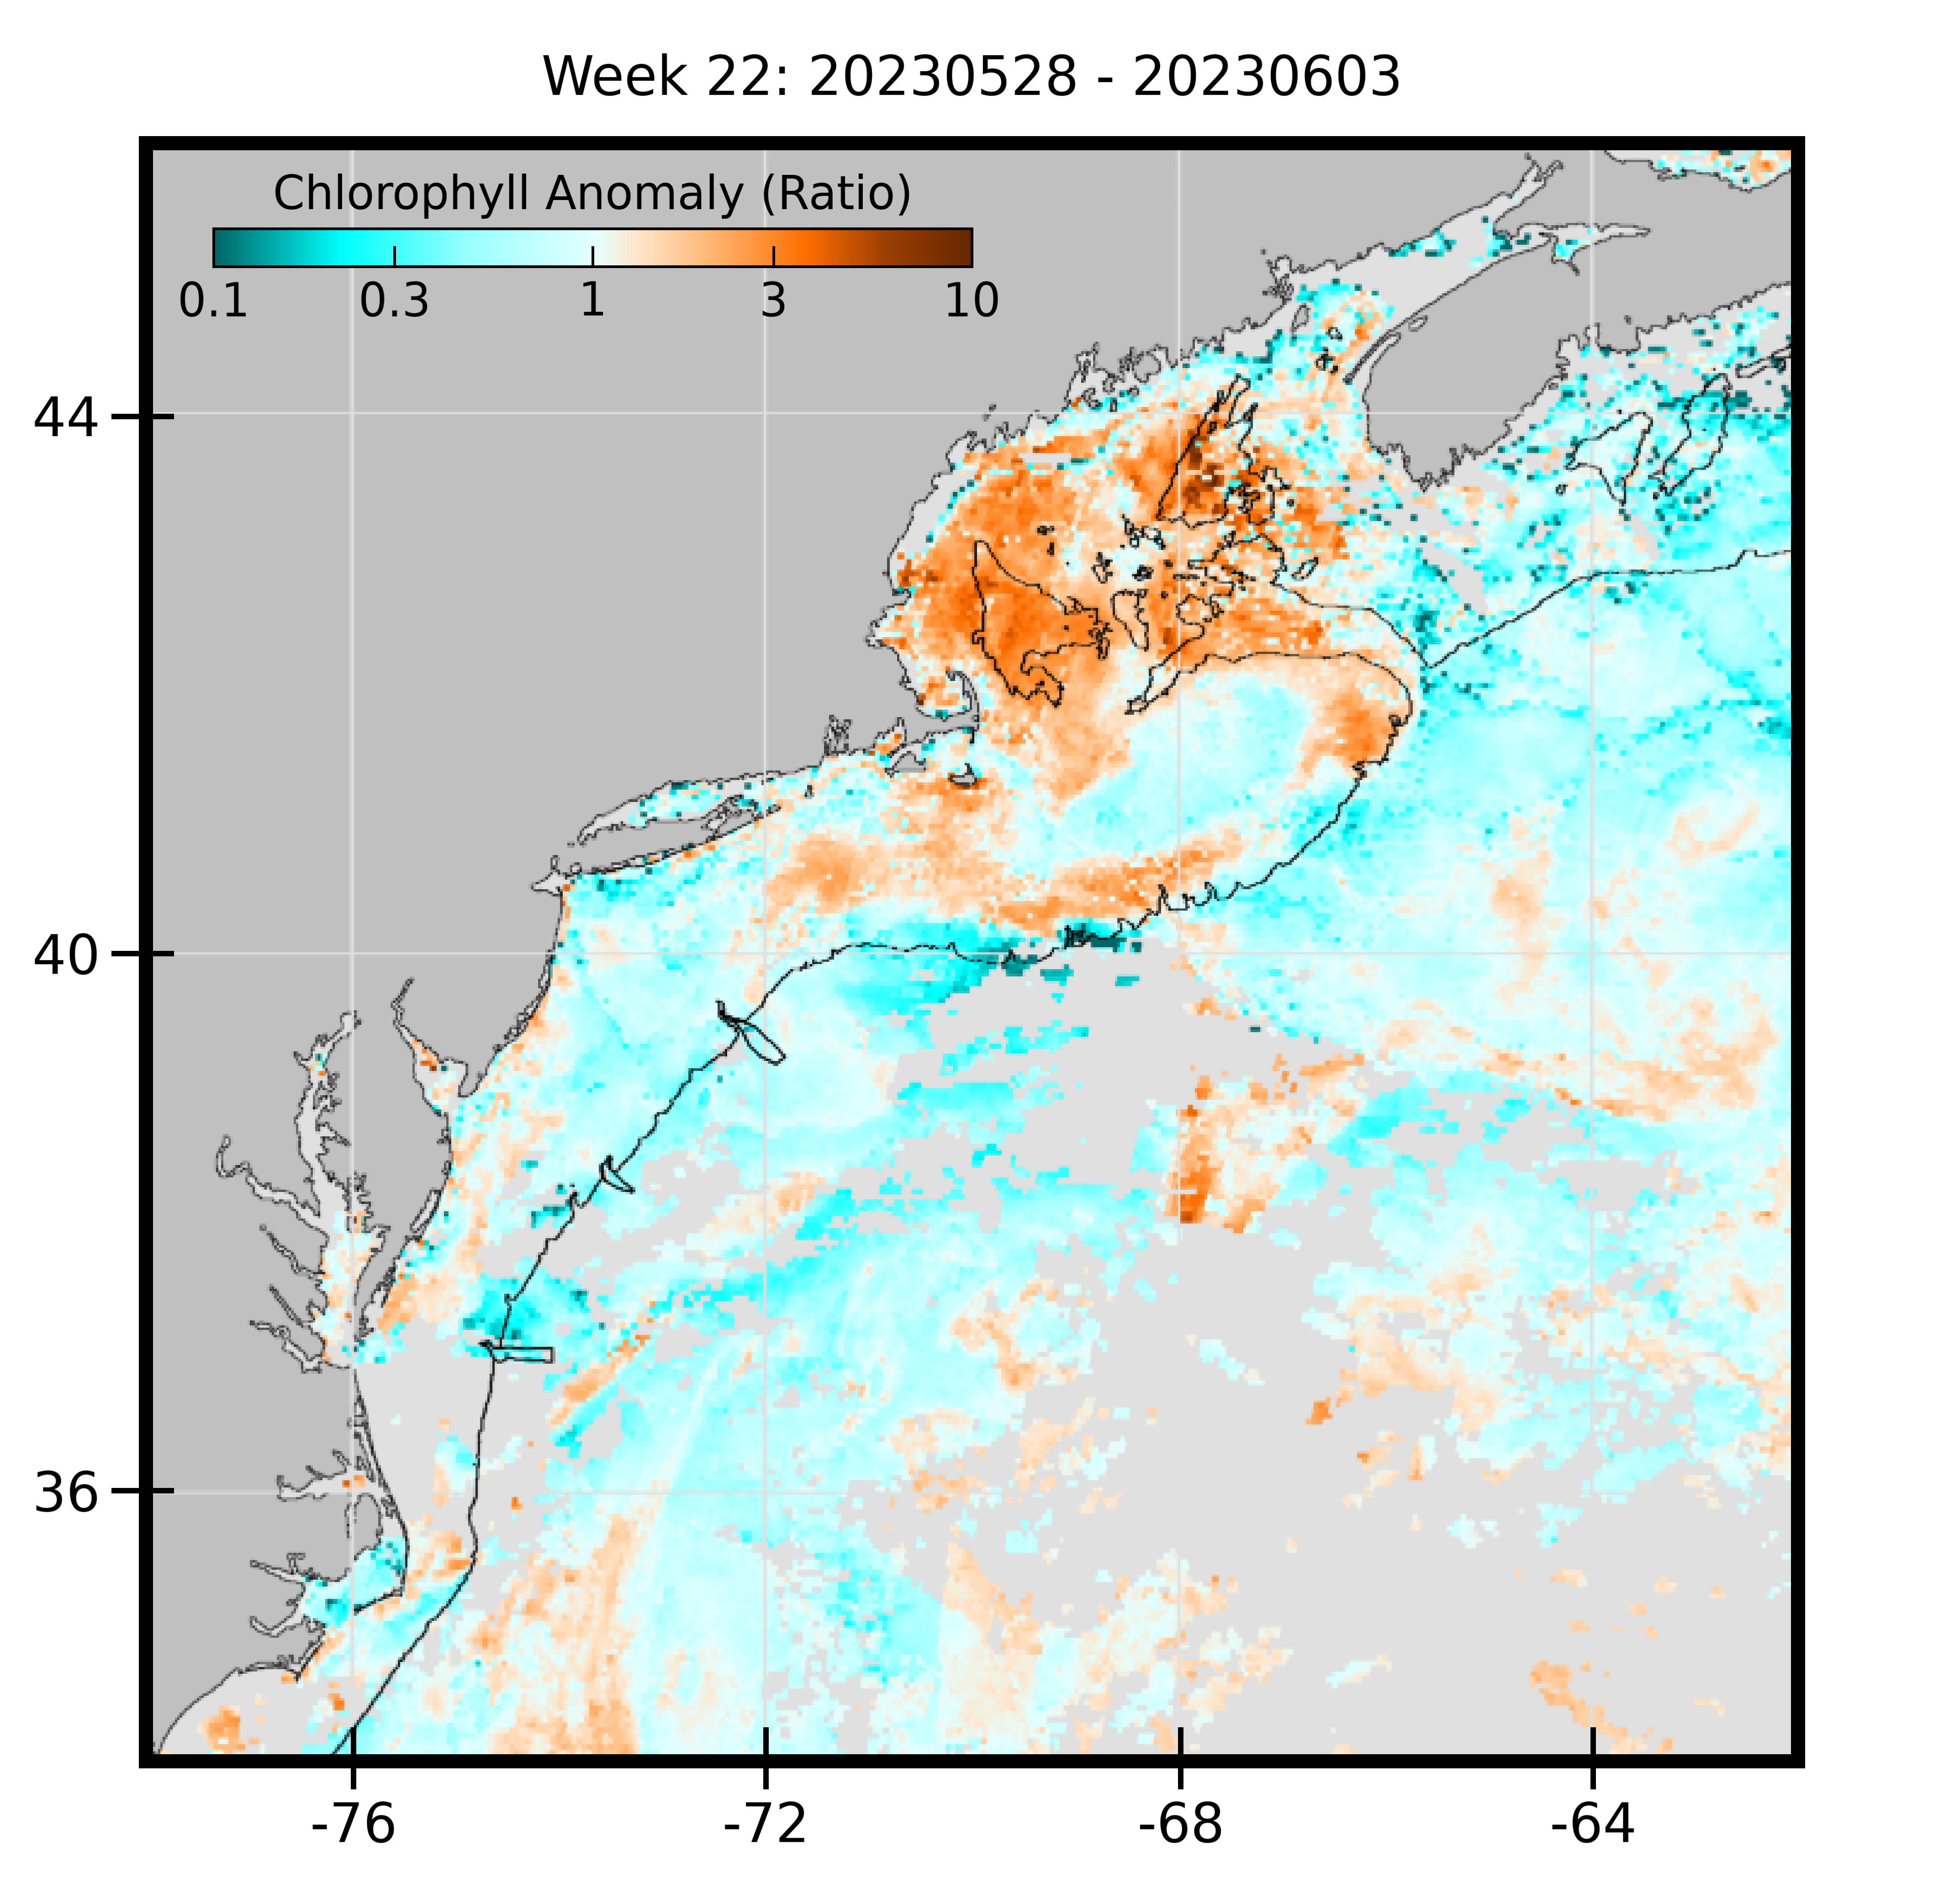 Week 22: 20230528 - 20230603
Chlorophyll Anomaly (Ratio)
0.1 0.3 1 3 10
44
40
36
-76 -72 -68 -64